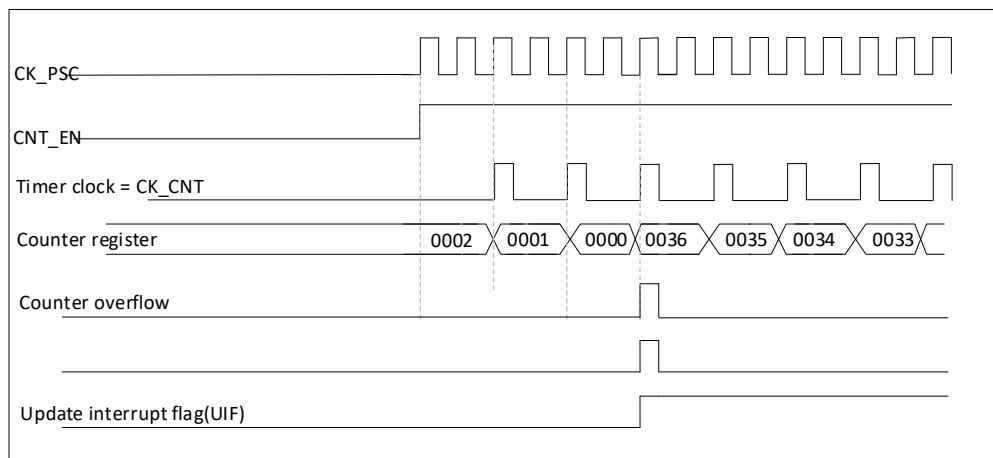 CK_PSC
CNT_EN
Timer clock = CK_CNT
Counter register 0002 0001 0000 0036 0035 0034 0033
Counter overflow
Update interrupt flag(UIF)